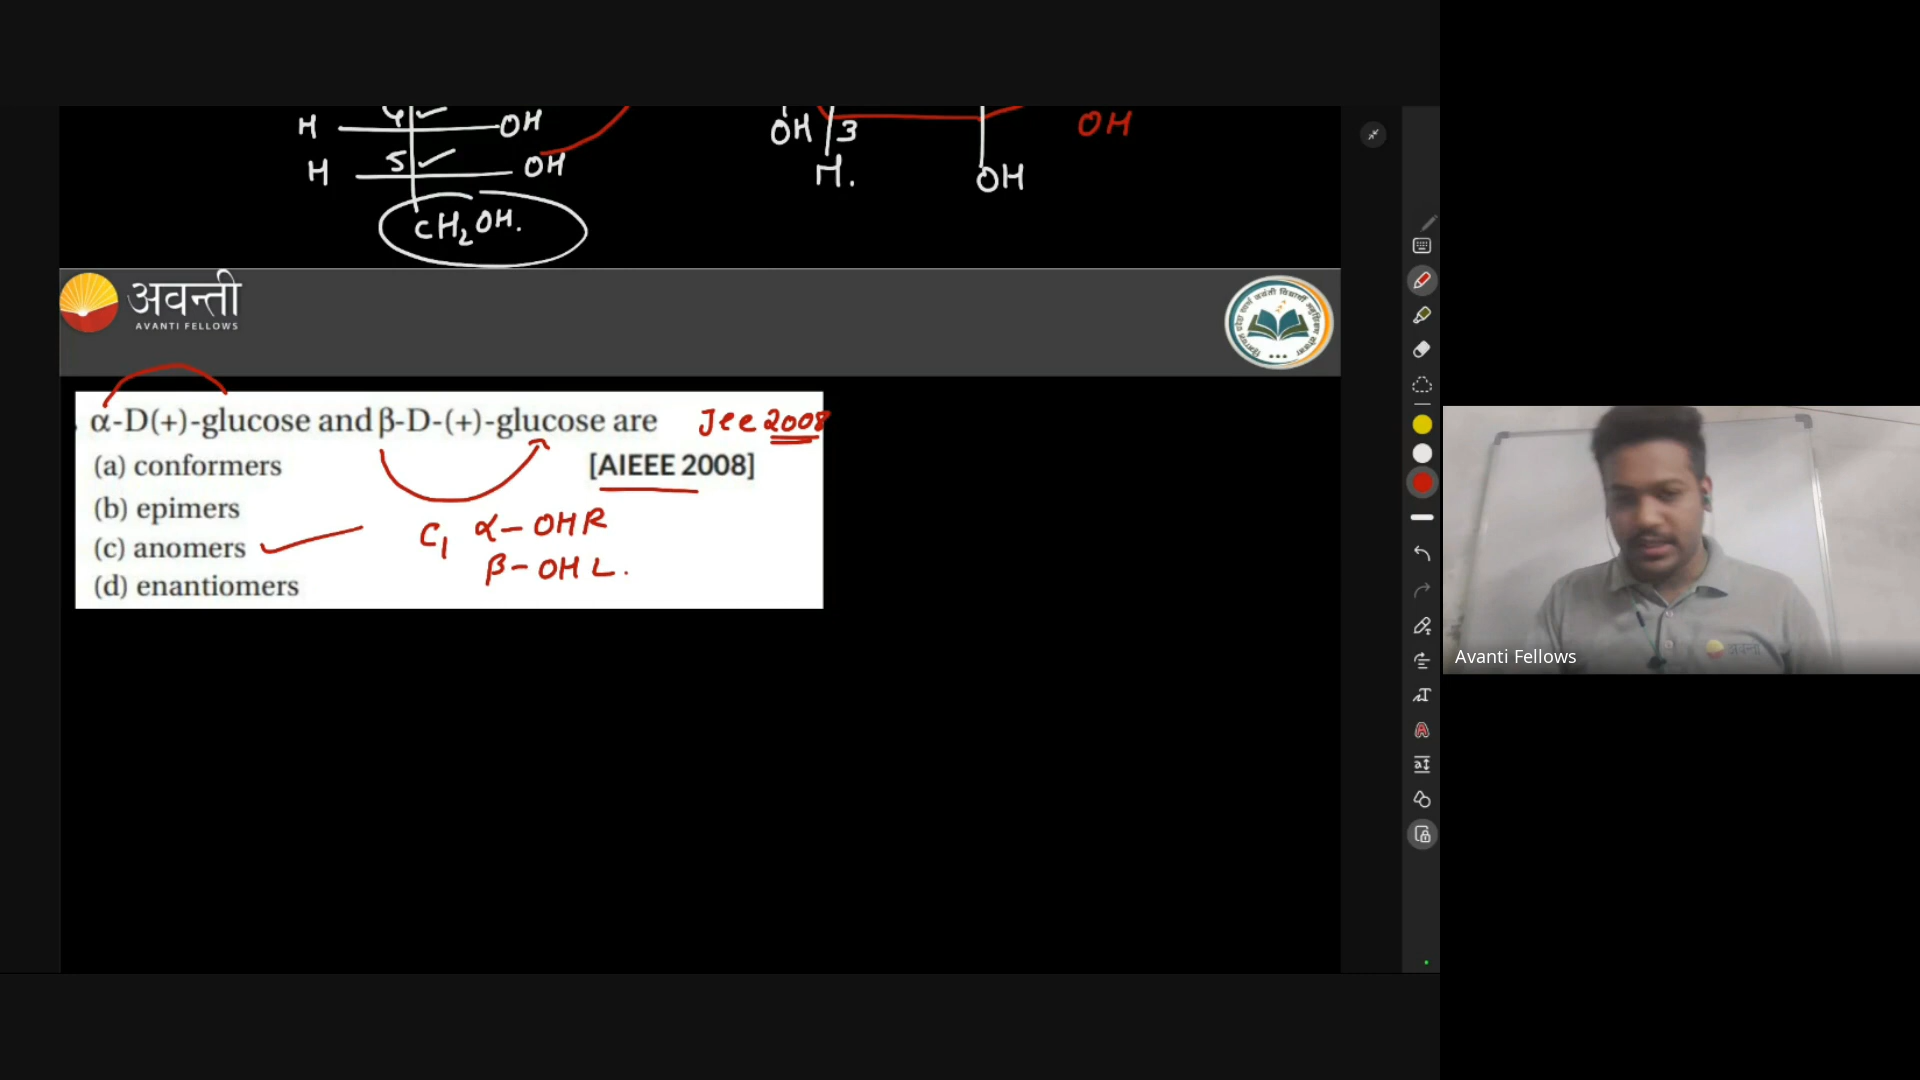 4
H OH
5
H OH
CH2OH.
OH 3 OH
H. OH
अवन्ती
AVANTI FELLOWS
α-D(+)-glucose and β-D-(+)-glucose are Jee 2008
(a) conformers [AIEEE 2008]
(b) epimers
(c) anomers C1 α- OH R
β- OH L.
(d) enantiomers
Avanti Fellows